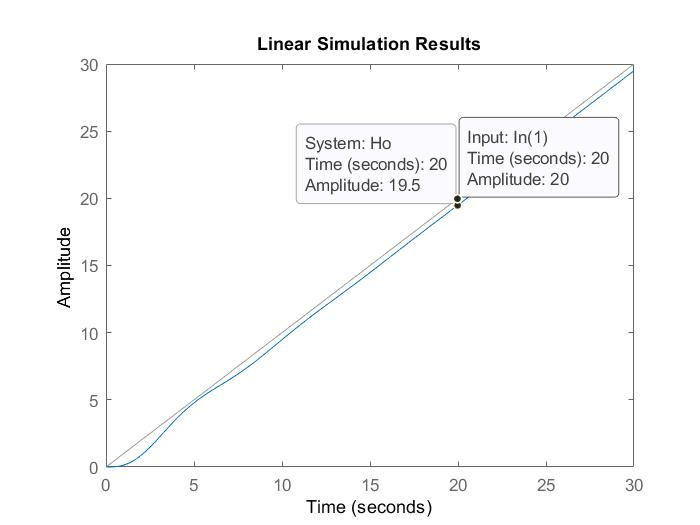 Linear Simulation Results
30
25
20
15
10
5
0
Amplitude
System: Ho
Time (seconds): 20
Amplitude: 19.5
Input: In(1)
Time (seconds): 20
Amplitude: 20
0 5 10 15 20 25 30
Time (seconds)